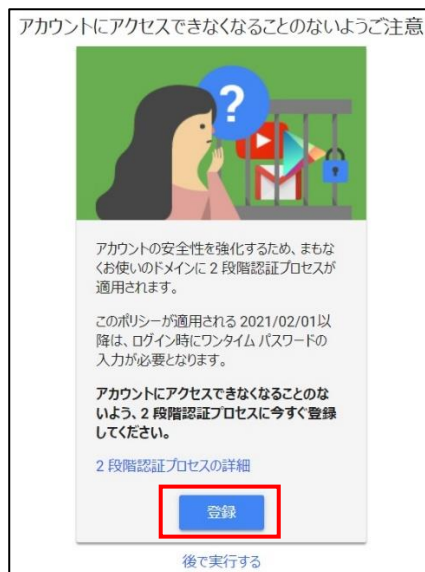 アカウントにアクセスできなくなることのないようご注意
?
アカウントの安全性を強化するため、まもな
くお使いのドメインに 2 段階認証プロセスが
適用されます。
このポリシーが適用される 2021/02/01以
降は、ログイン時にワンタイム パスワードの
入力が必要となります。
アカウントにアクセスできなくなることのな
いよう、2 段階認証プロセスに今すぐ登録
してください。
2 段階認証プロセスの詳細
登録
後で実行する